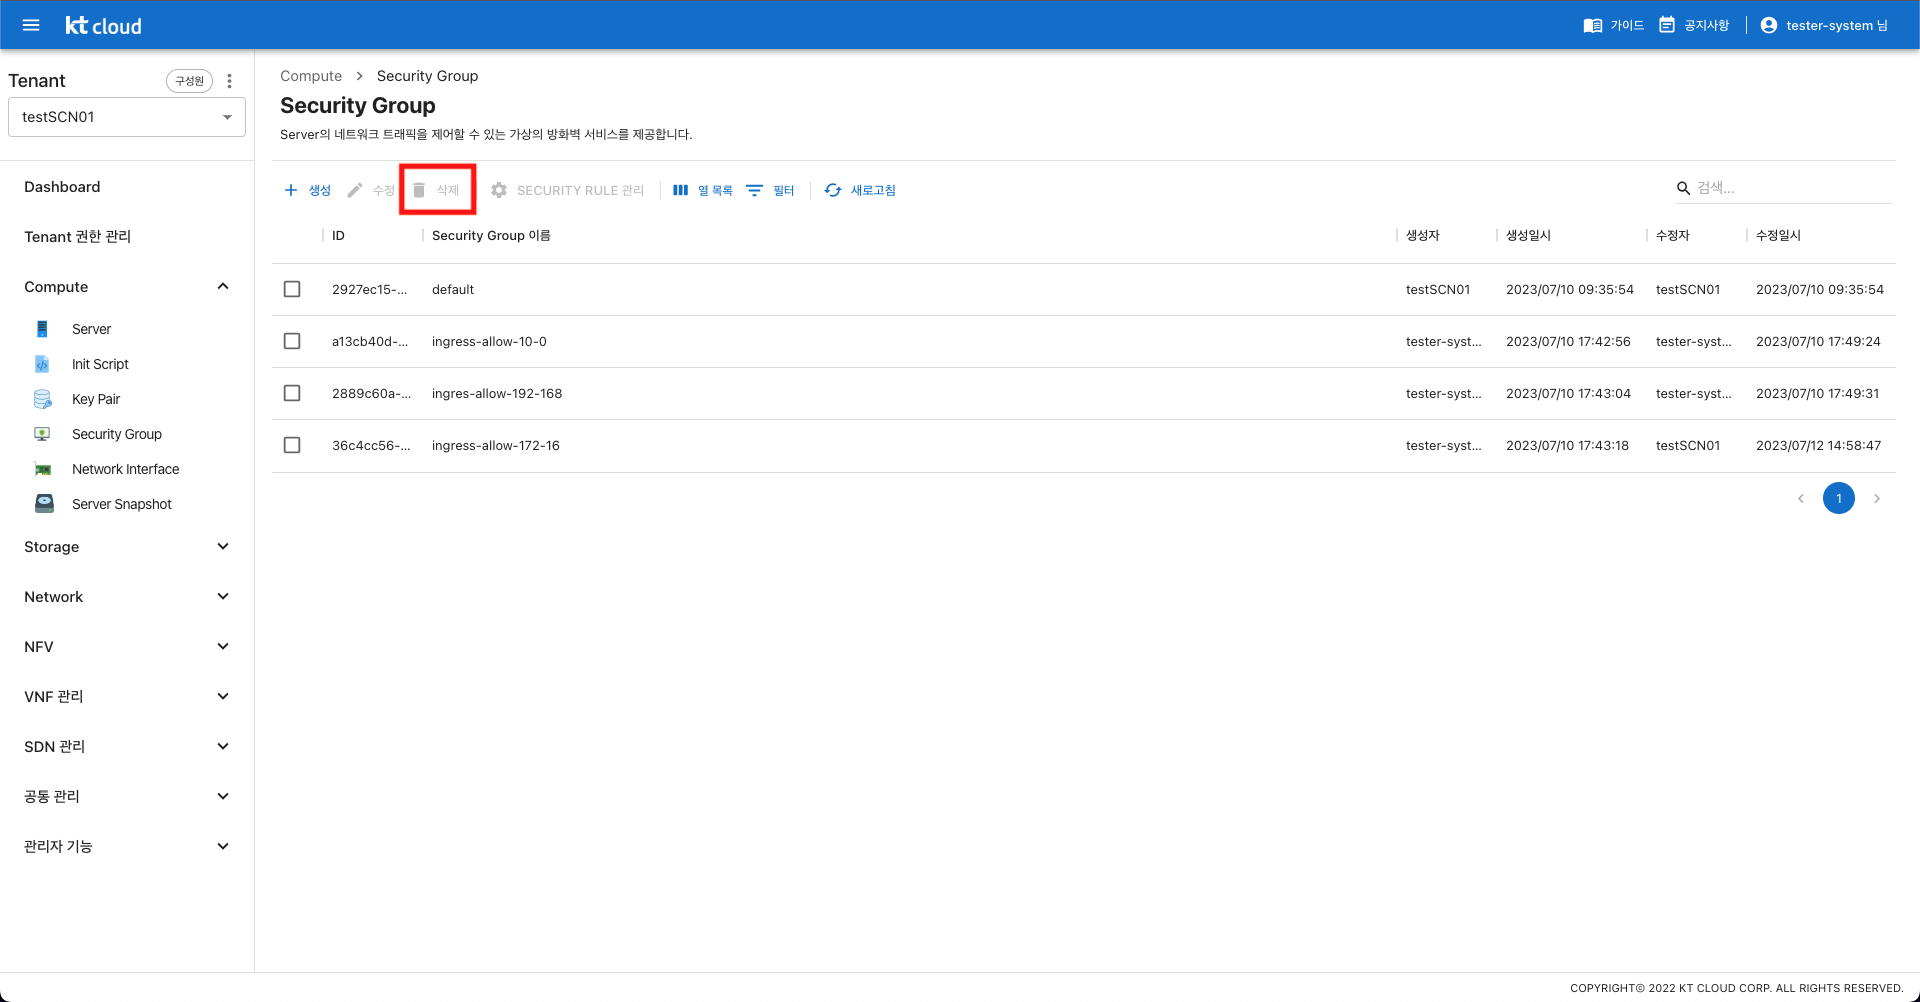 kt cloud
가이드
공지사항
tester-system 님
Tenant
구성원
testSCN01
Dashboard
Tenant 권한 관리
Compute
Server
Init Script
Key Pair
Security Group
Network Interface
Server Snapshot
Storage
Network
NFV
VNF 관리
SDN 관리
공통 관리
관리자 기능
Compute > Security Group
Security Group
Server의 네트워크 트래픽을 제어할 수 있는 가상의 방화벽 서비스를 제공합니다.
생성 수정 삭제 SECURITY RULE 관리 열 목록 필터 새로고침 검색...
ID Security Group 이름 생성자 생성일시 수정자 수정일시
2927ec15-... default testSCN01 2023/07/10 09:35:54 testSCN01 2023/07/10 09:35:54
a13cb40d-... ingress-allow-10-0 tester-syst... 2023/07/10 17:42:56 tester-syst... 2023/07/10 17:49:24
2889c60a-... ingres-allow-192-168 tester-syst... 2023/07/10 17:43:04 tester-syst... 2023/07/10 17:49:31
36c4cc56-... ingress-allow-172-16 tester-syst... 2023/07/10 17:43:18 testSCN01 2023/07/12 14:58:47
1
COPYRIGHT© 2022 KT CLOUD CORP. ALL RIGHTS RESERVED.